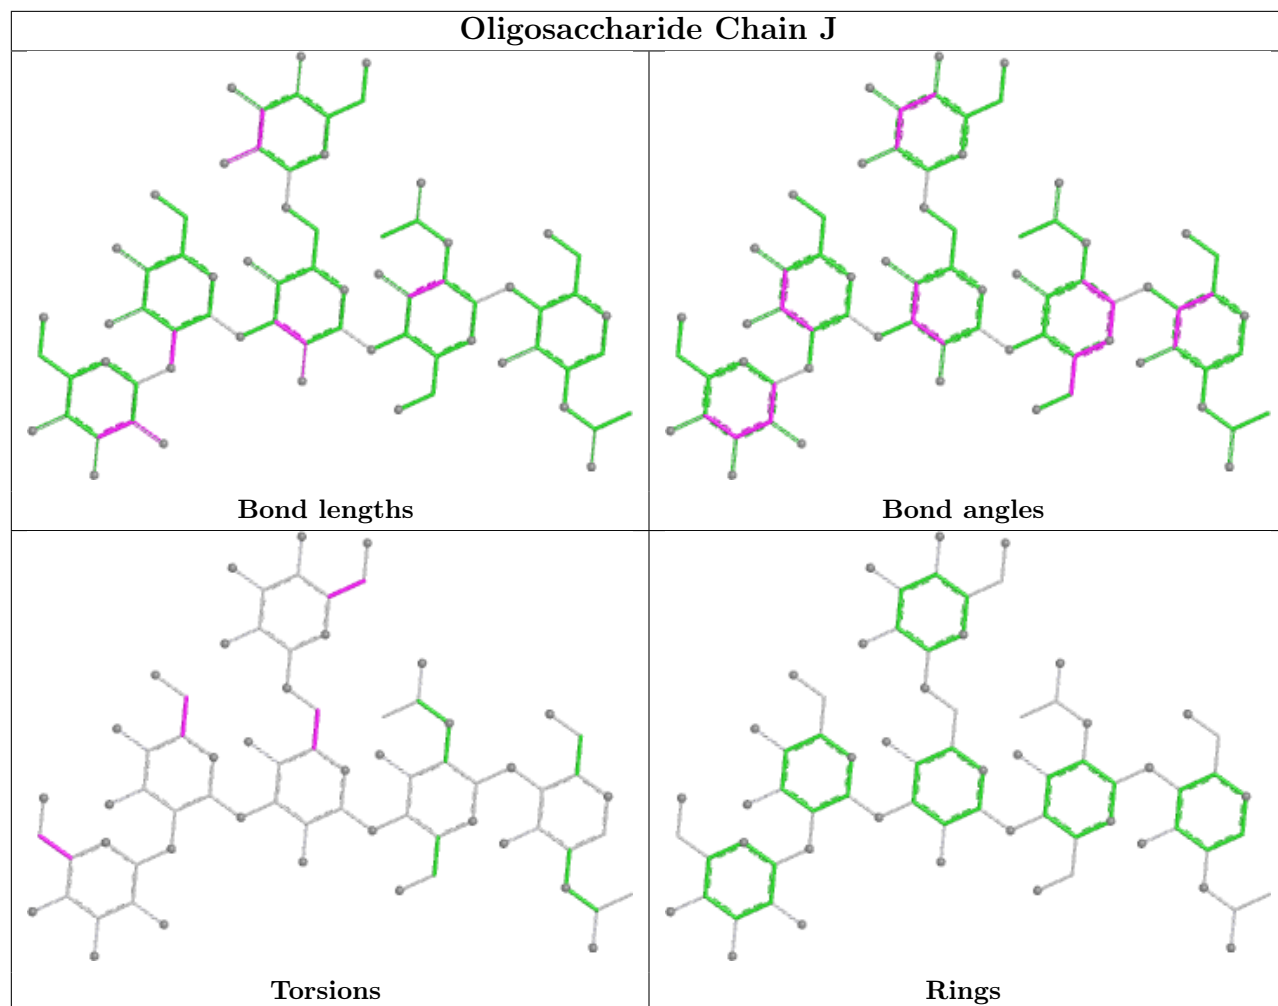 Oligosaccharide Chain J
Bond lengths
Bond angles
Torsions
Rings